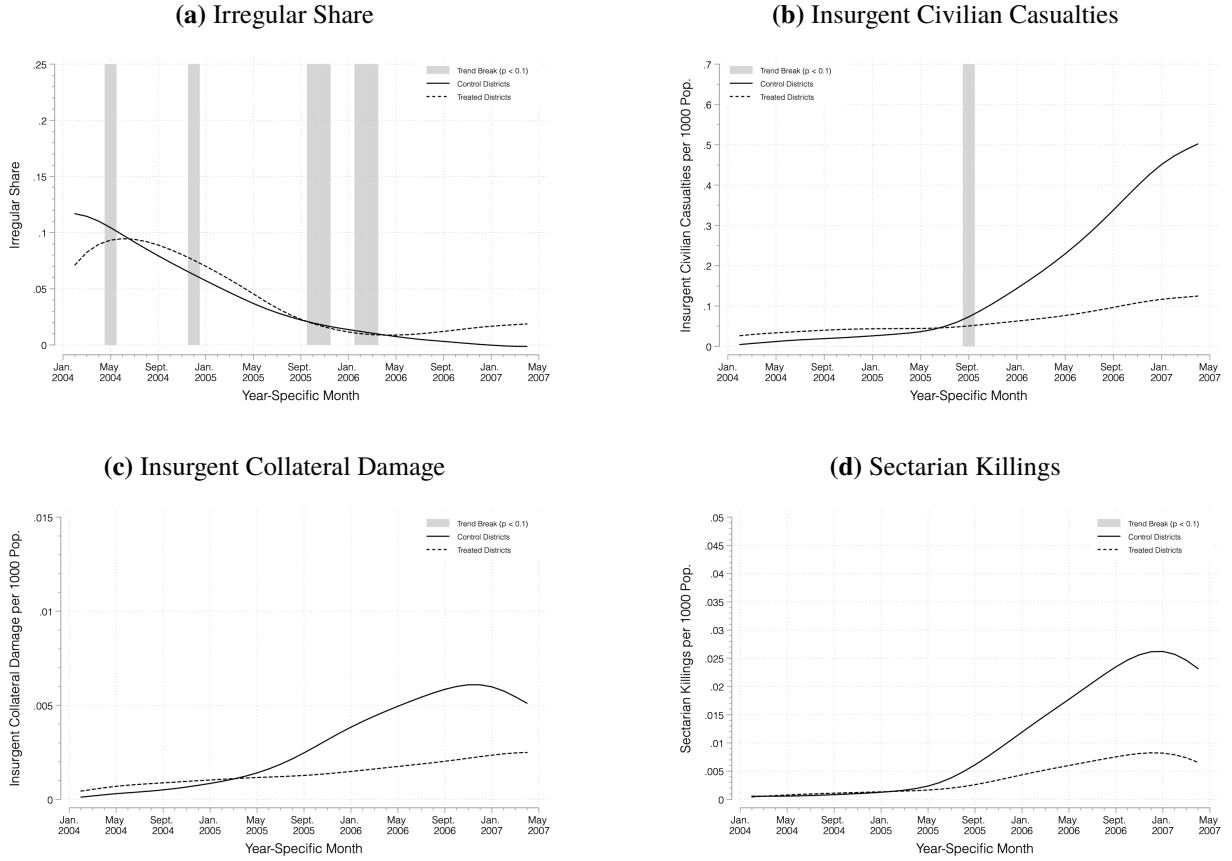 (a) Irregular Share
Irregular Share
.25
.2
.15
.1
.05
0
Trend Break (p < 0.1)
Control Districts
Treated Districts
Jan. 2004
May 2004
Sept. 2004
Jan. 2005
May 2005
Sept. 2005
Jan. 2006
May 2006
Sept. 2006
Jan. 2007
May 2007
Year-Specific Month
(b) Insurgent Civilian Casualties
Insurgent Civilian Casualties per 1000 Pop.
.7
.6
.5
.4
.3
.2
.1
0
Trend Break (p < 0.1)
Control Districts
Treated Districts
Jan. 2004
May 2004
Sept. 2004
Jan. 2005
May 2005
Sept. 2005
Jan. 2006
May 2006
Sept. 2006
Jan. 2007
May 2007
Year-Specific Month
(c) Insurgent Collateral Damage
Insurgent Collateral Damage per 1000 Pop.
.015
.01
.005
0
Trend Break (p < 0.1)
Control Districts
Treated Districts
Jan. 2004
May 2004
Sept. 2004
Jan. 2005
May 2005
Sept. 2005
Jan. 2006
May 2006
Sept. 2006
Jan. 2007
May 2007
Year-Specific Month
(d) Sectarian Killings
Sectarian Killings per 1000 Pop.
.05
.045
.04
.035
.03
.025
.02
.015
.01
.005
0
Trend Break (p < 0.1)
Control Districts
Treated Districts
Jan. 2004
May 2004
Sept. 2004
Jan. 2005
May 2005
Sept. 2005
Jan. 2006
May 2006
Sept. 2006
Jan. 2007
May 2007
Year-Specific Month